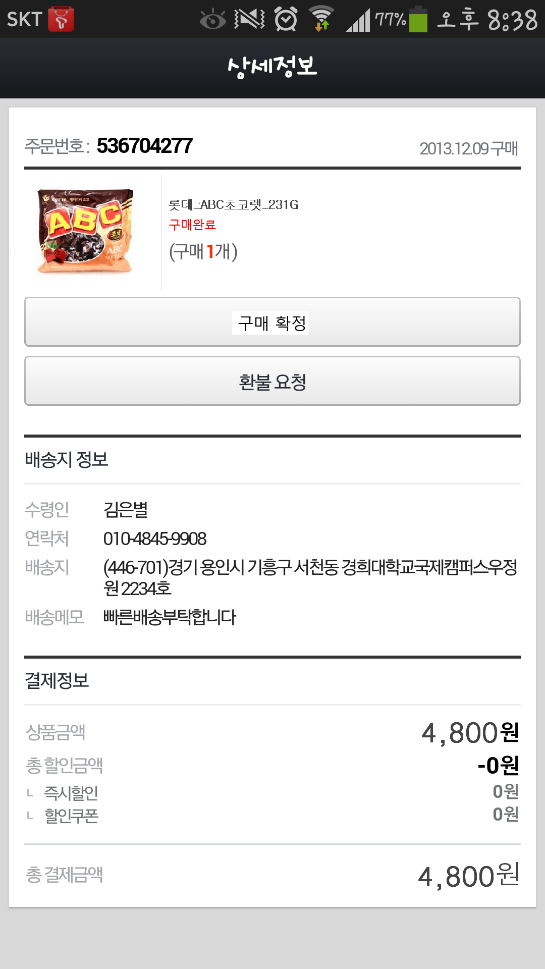 SKT 77% 오후 8:38
상세정보
주문번호: 536704277 2013.12.09 구매
ABC
롯데_ABC초코렛_231G
구매완료
(구매 1개)
구매 확정
환불 요청
배송지 정보
수령인 김은별
연락처 010-4845-9908
배송지 (446-701)경기 용인시 기흥구 서천동 경희대학교국제캠퍼스우정
원 2234호
배송메모 빠른배송부탁합니다
결제정보
상품금액 4,800원
총 할인금액 -0원
ㄴ 즉시할인 0원
ㄴ 할인쿠폰 0원
총 결제금액 4,800원